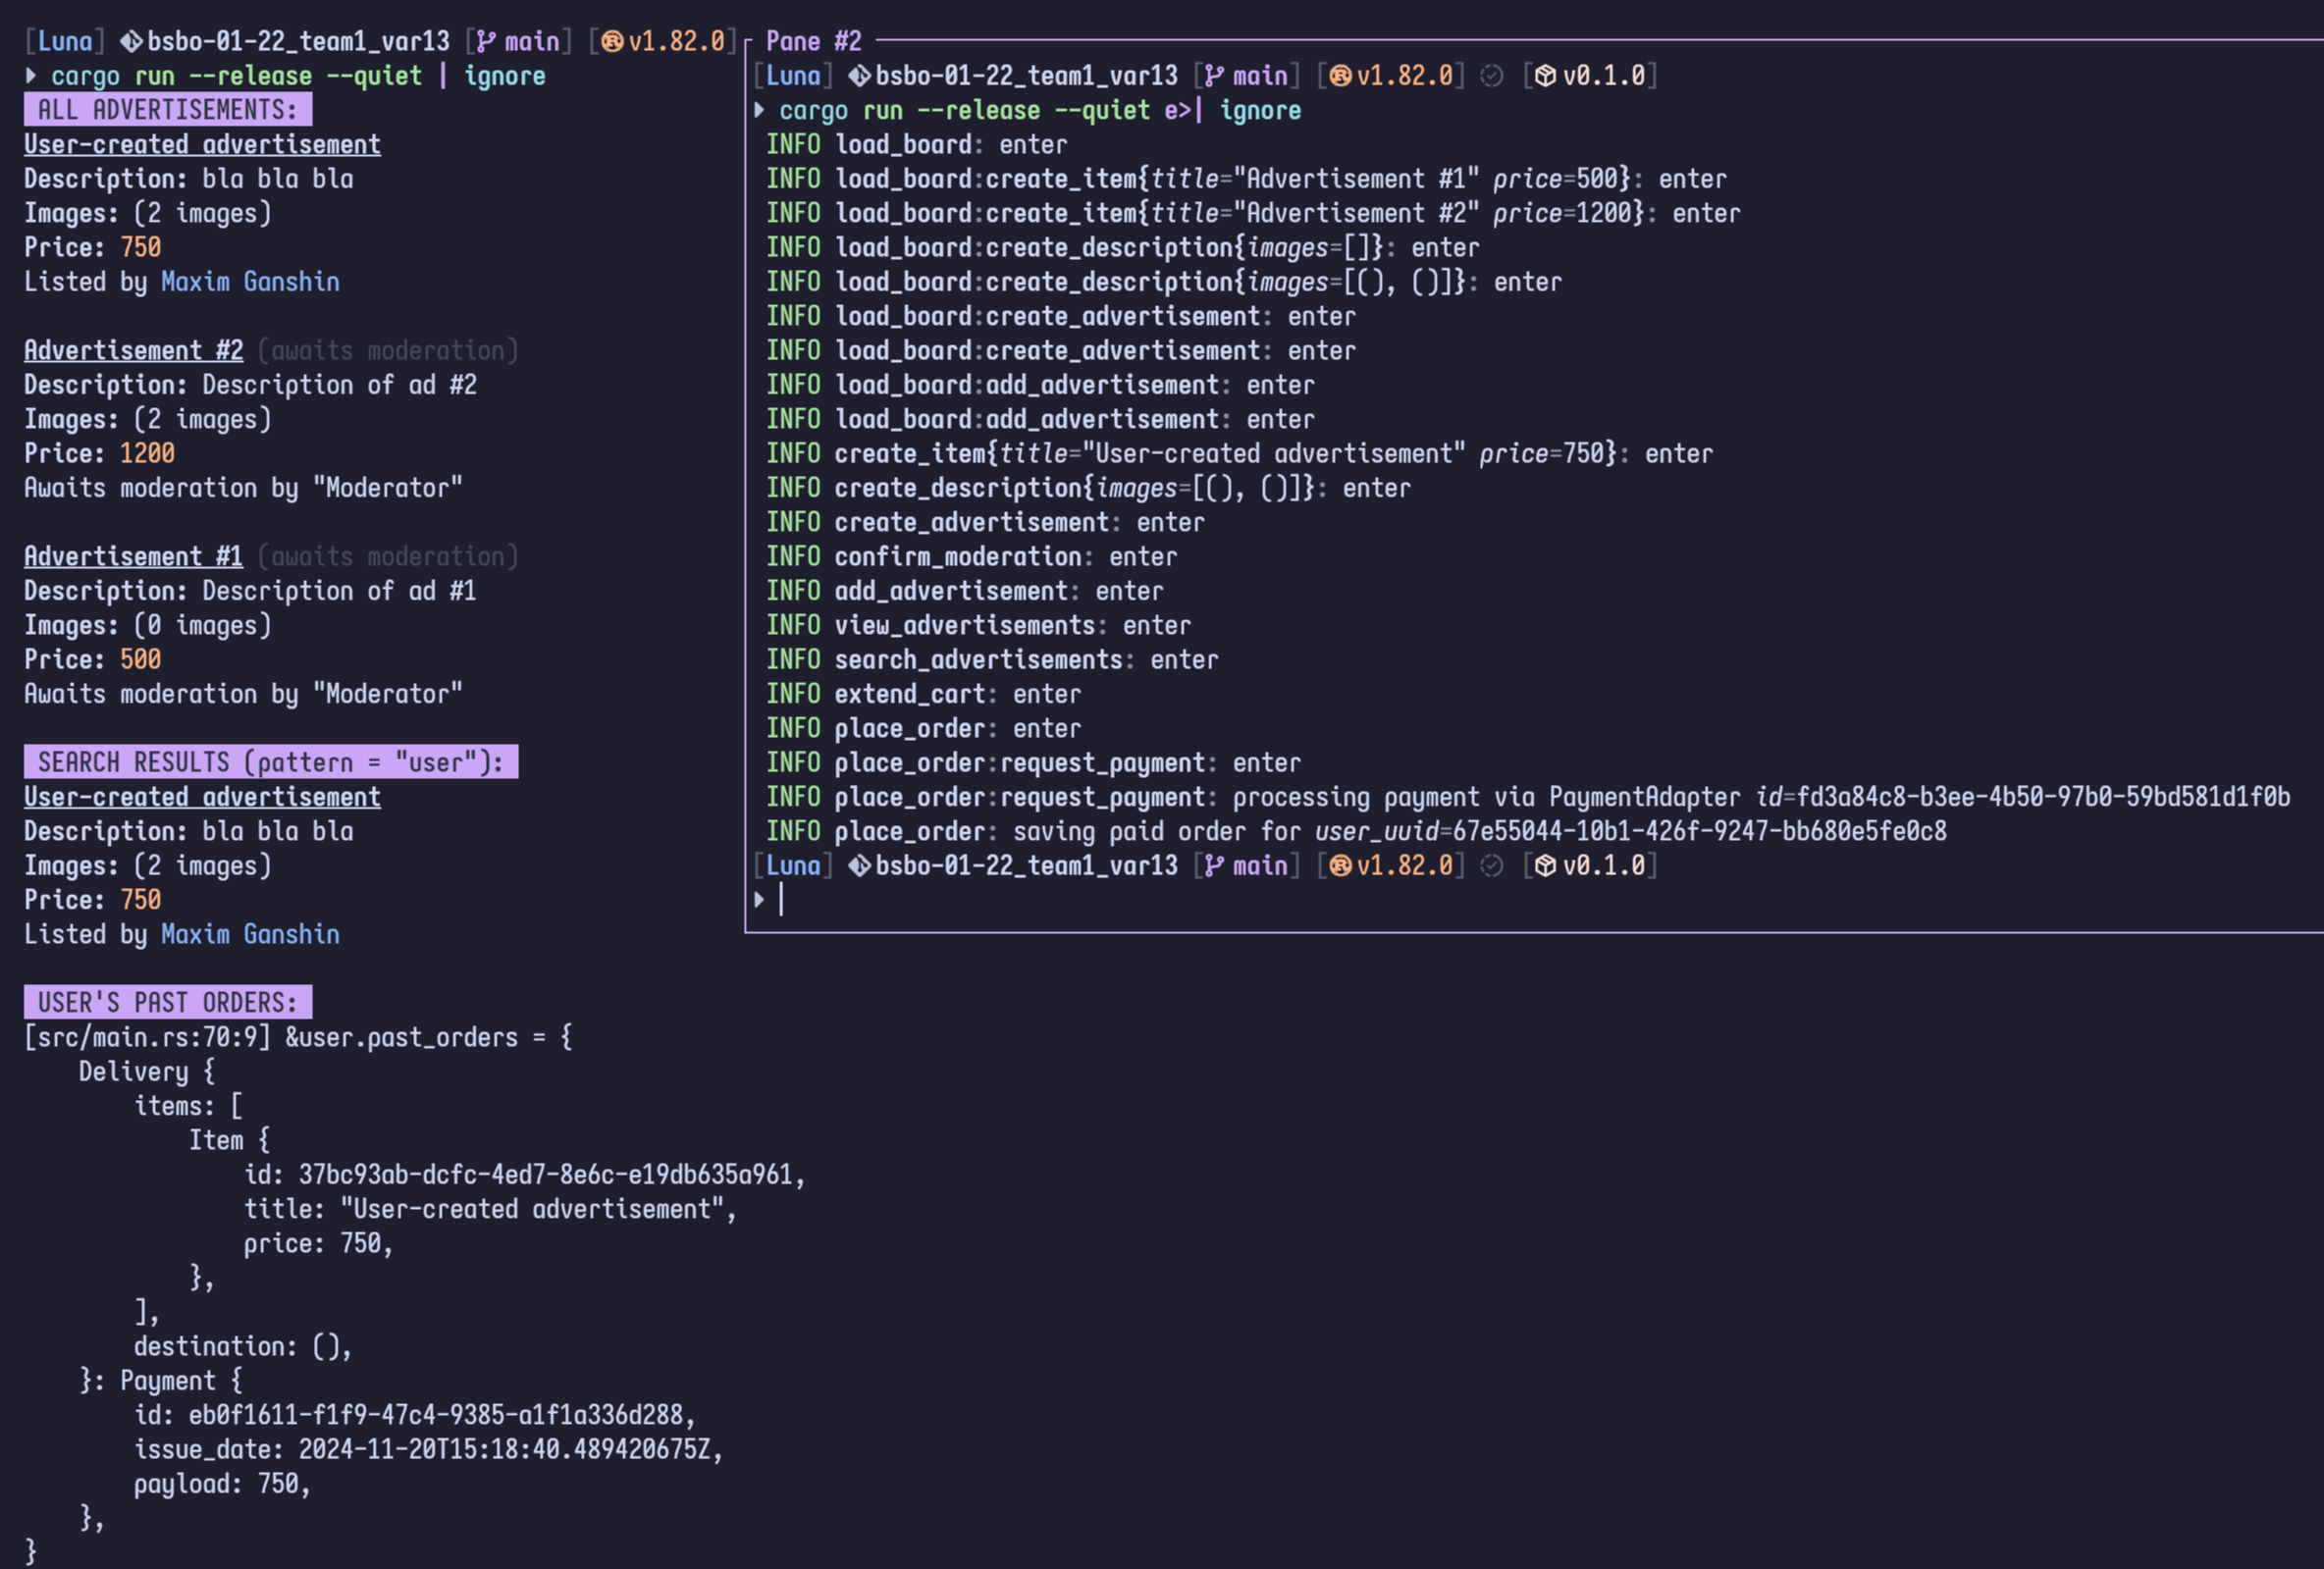 [Luna] bsbo-01-22_team1_var13 [main] [v1.82.0]
cargo run --release --quiet | ignore
ALL ADVERTISEMENTS:
User-created advertisement
Description: bla bla bla
Images: (2 images)
Price: 750
Listed by Maxim Ganshin
Advertisement #2 (awaits moderation)
Description: Description of ad #2
Images: (2 images)
Price: 1200
Awaits moderation by "Moderator"
Advertisement #1 (awaits moderation)
Description: Description of ad #1
Images: (0 images)
Price: 500
Awaits moderation by "Moderator"
SEARCH RESULTS (pattern = "user"):
User-created advertisement
Description: bla bla bla
Images: (2 images)
Price: 750
Listed by Maxim Ganshin
USER'S PAST ORDERS:
[src/main.rs:70:9] &user.past_orders = {
    Delivery {
        items: [
            Item {
                id: 37bc93ab-dcfc-4ed7-8e6c-e19db635a961,
                title: "User-created advertisement",
                price: 750,
            },
        ],
        destination: (),
    }: Payment {
        id: eb0f1611-f1f9-47c4-9385-a1f1a336d288,
        issue_date: 2024-11-20T15:18:40.489420675Z,
        payload: 750,
    },
}
Pane #2
[Luna] bsbo-01-22_team1_var13 [main] [v1.82.0] [v0.1.0]
cargo run --release --quiet e>| ignore
INFO load_board: enter
INFO load_board:create_item{title="Advertisement #1" price=500}: enter
INFO load_board:create_item{title="Advertisement #2" price=1200}: enter
INFO load_board:create_description{images=[]}: enter
INFO load_board:create_description{images=[(), ()]}: enter
INFO load_board:create_advertisement: enter
INFO load_board:create_advertisement: enter
INFO load_board:add_advertisement: enter
INFO load_board:add_advertisement: enter
INFO create_item{title="User-created advertisement" price=750}: enter
INFO create_description{images=[(), ()]}: enter
INFO create_advertisement: enter
INFO confirm_moderation: enter
INFO add_advertisement: enter
INFO view_advertisements: enter
INFO search_advertisements: enter
INFO extend_cart: enter
INFO place_order: enter
INFO place_order:request_payment: enter
INFO place_order:request_payment: processing payment via PaymentAdapter id=fd3a84c8-b3ee-4b50-97b0-59bd581d1f0b
INFO place_order: saving paid order for user_uuid=67e55044-10b1-426f-9247-bb680e5fe0c8
[Luna] bsbo-01-22_team1_var13 [main] [v1.82.0] [v0.1.0]